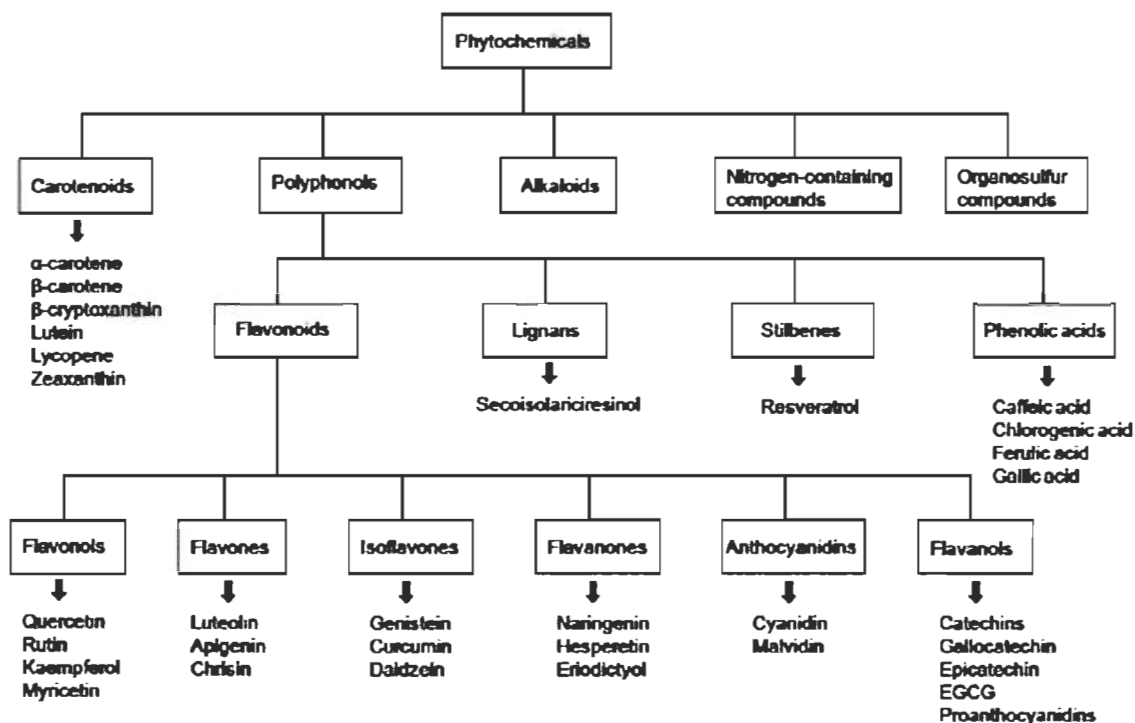 Phytochemicals
Carotenoids
Polyphonols
Alkaloids
Nitrogen-containing
compounds
Organosulfur
compounds
α-carotene
β-carotene
β-cryptoxanthin
Lutein
Lycopene
Zeaxanthin
Flavonoids
Lignans
Stilbenes
Phenolic acids
Secoisolariciresinol
Resveratrol
Caffeic acid
Chlorogenic acid
Ferulic acid
Gallic acid
Flavonols
Flavones
Isoflavones
Flavanones
Anthocyanidins
Flavanols
Quercetin
Rutin
Kaempferol
Myricetin
Luteolin
Apigenin
Chrisin
Genistein
Curcumin
Daidzein
Naringenin
Hesperetin
Eriodictyol
Cyanidin
Malvidin
Catechins
Gallocatechin
Epicatechin
EGCG
Proanthocyanidins